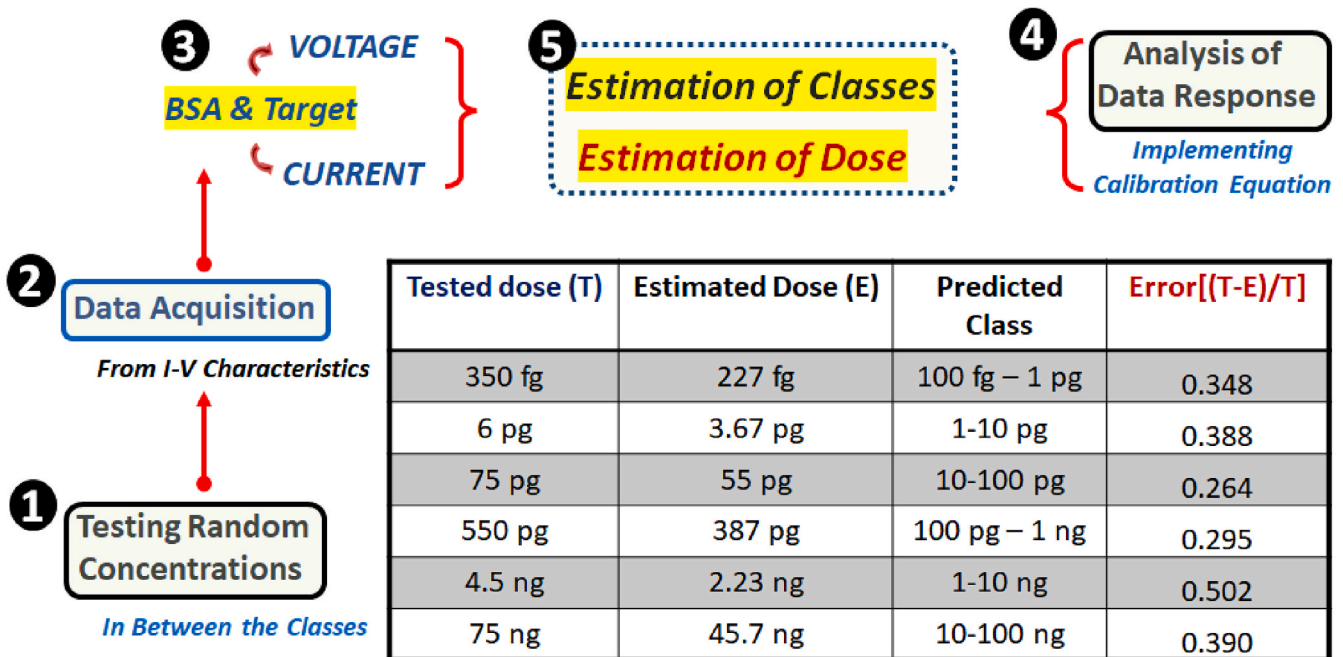 3
VOLTAGE
BSA & Target
CURRENT
5
Estimation of Classes
Estimation of Dose
4
Analysis of
Data Response
Implementing
Calibration Equation
2
Data Acquisition
From I-V Characteristics
1
Testing Random
Concentrations
In Between the Classes
Tested dose (T) Estimated Dose (E) Predicted Class Error[(T-E)/T]
350 fg 227 fg 100 fg – 1 pg 0.348
6 pg 3.67 pg 1-10 pg 0.388
75 pg 55 pg 10-100 pg 0.264
550 pg 387 pg 100 pg – 1 ng 0.295
4.5 ng 2.23 ng 1-10 ng 0.502
75 ng 45.7 ng 10-100 ng 0.390